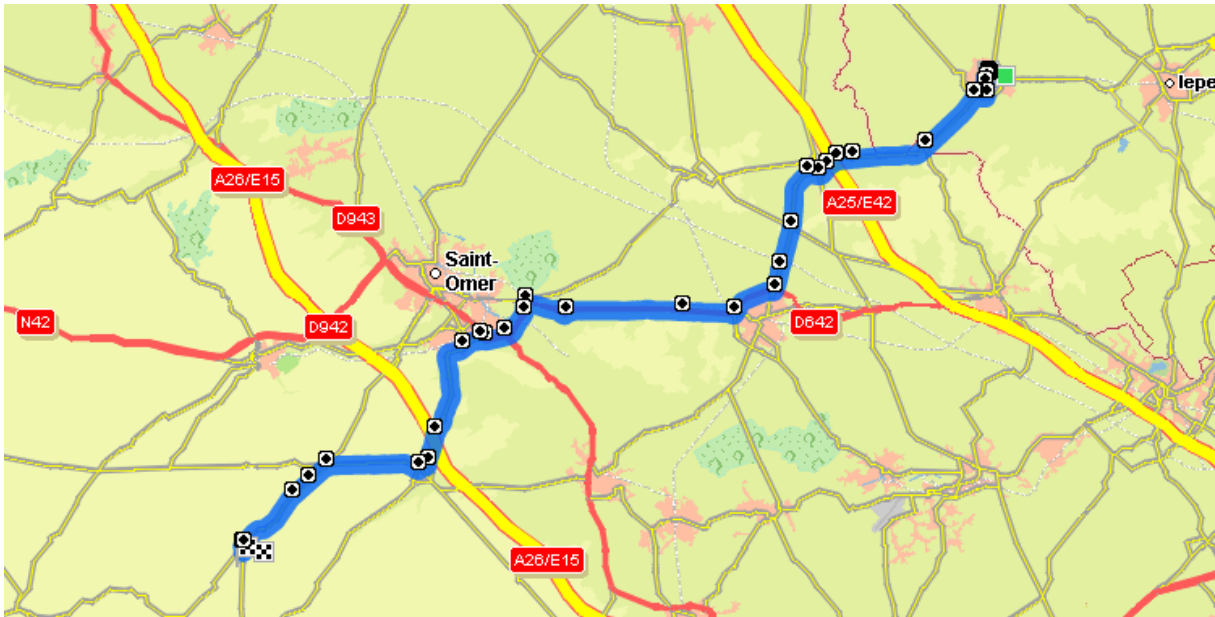 Iepe
A26/E15
A25/E42
D943
Saint-
Omer
N42
D942
D642
A26/E15